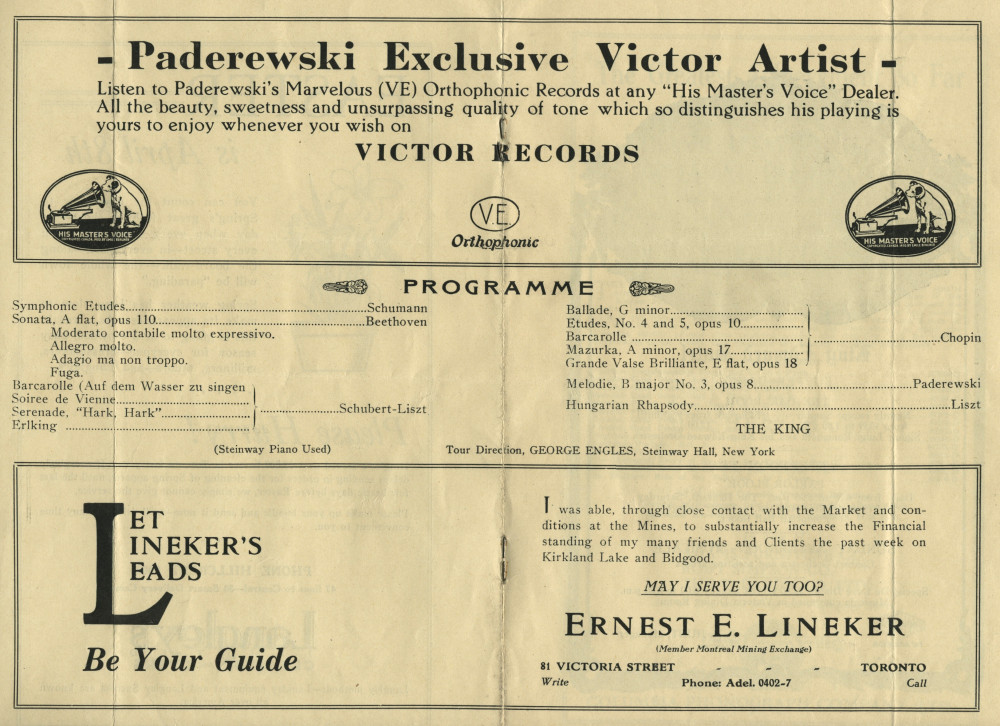 - Paderewski Exclusive Victor Artist -
Listen to Paderewski's Marvelous (VE) Orthophonic Records at any "His Master's Voice" Dealer.
All the beauty, sweetness and unsurpassing quality of tone which so distinguishes his playing is
yours to enjoy whenever you wish on
VICTOR RECORDS
HIS MASTER'S VOICE
VE
Orthophonic
HIS MASTER'S VOICE
PROGRAMME
Symphonic Etudes....Schumann
Sonata, A flat, opus 110....Beethoven
Moderato contabile molto expressivo.
Allegro molto.
Adagio ma non troppo.
Fuga.
Barcarolle (Auf dem Wasser zu singen
Soiree de Vienne....
Serenade, "Hark, Hark"....
Erlking ....
....Schubert-Liszt
(Steinway Piano Used)
Ballade, G minor....
Etudes, No. 4 and 5, opus 10....
Barcarolle ....
Mazurka, A minor, opus 17....
Grande Valse Brilliante, E flat, opus 18
....Chopin
Melodie, B major No. 3, opus 8....Paderewski
Hungarian Rhapsody....Liszt
THE KING
Tour Direction, GEORGE ENGLES, Steinway Hall, New York
LET
LINEKER'S
LEADS
Be Your Guide
I was able, through close contact with the Market and con-
ditions at the Mines, to substantially increase the Financial
standing of my many friends and Clients the past week on
Kirkland Lake and Bidgood.
MAY I SERVE YOU TOO?
ERNEST E. LINEKER
(Member Montreal Mining Exchange)
81 VICTORIA STREET - - - TORONTO
Write Phone: Adel. 0402-7 Call